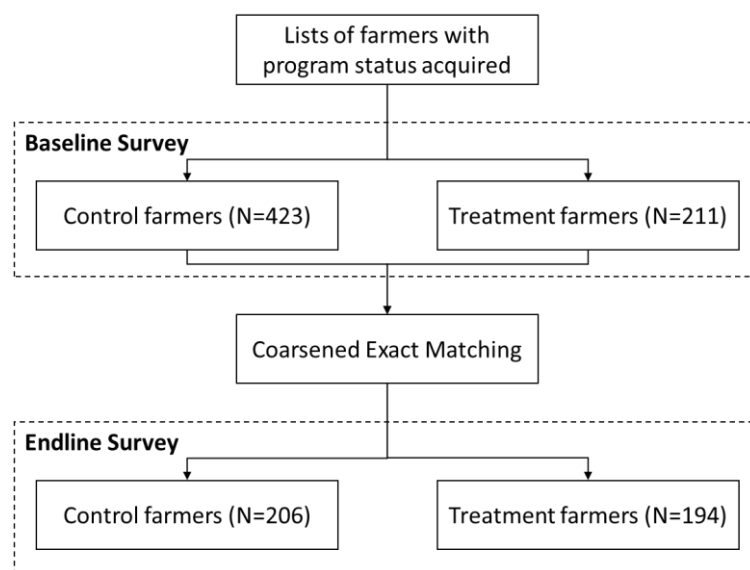 Lists of farmers with
program status acquired
Baseline Survey
Control farmers (N=423)
Treatment farmers (N=211)
Coarsened Exact Matching
Endline Survey
Control farmers (N=206)
Treatment farmers (N=194)